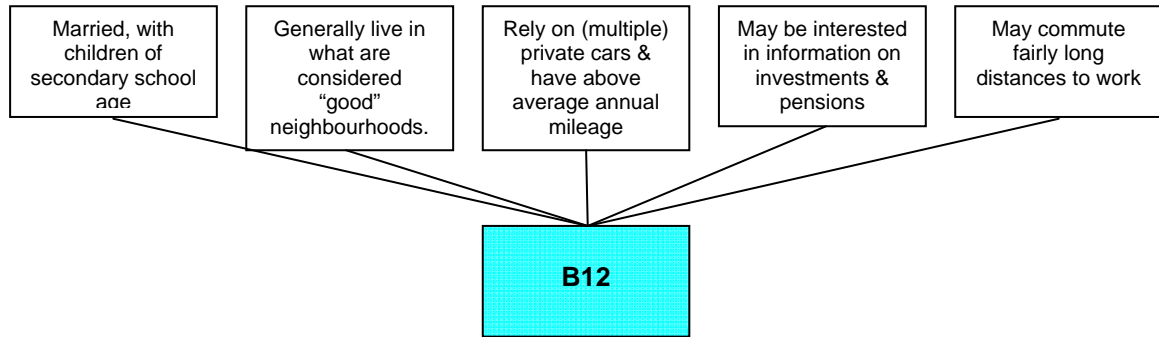 Married, with
children of
secondary school
age
Generally live in
what are
considered
“good”
neighbourhoods.
Rely on (multiple)
private cars &
have above
average annual
mileage
May be interested
in information on
investments &
pensions
May commute
fairly long
distances to work
B12